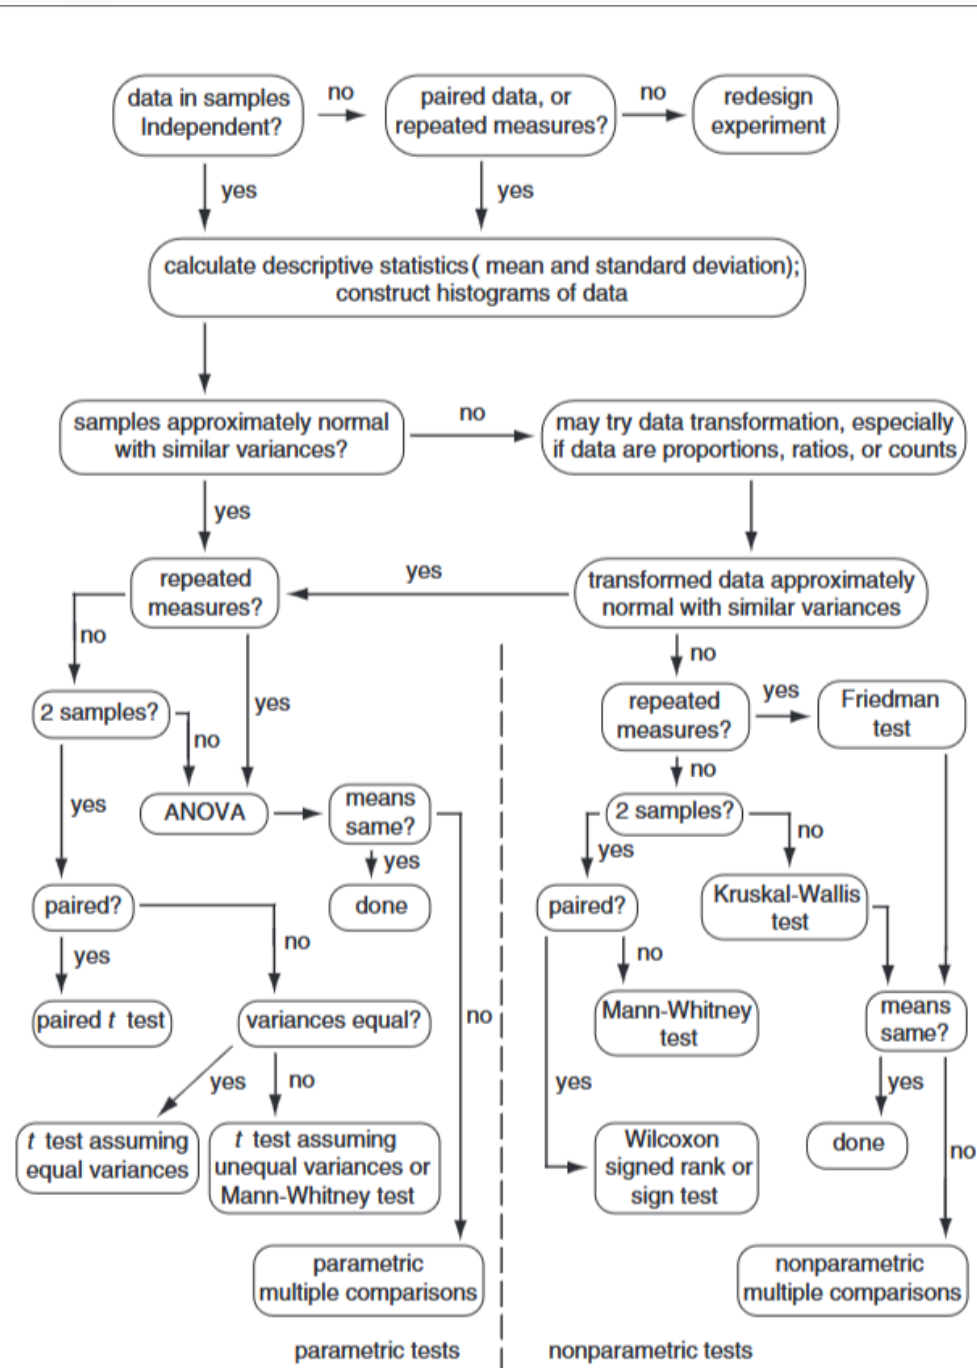 data in samples
Independent?
no
paired data, or
repeated measures?
no
redesign
experiment
yes
yes
calculate descriptive statistics( mean and standard deviation);
construct histograms of data
samples approximately normal
with similar variances?
no
may try data transformation, especially
if data are proportions, ratios, or counts
yes
repeated
measures?
yes
transformed data approximately
normal with similar variances
no
yes
2 samples?
no
ANOVA
means
same?
yes
done
yes
paired?
no
yes
paired t test
variances equal?
no
yes
no
t test assuming
equal variances
t test assuming
unequal variances or
Mann-Whitney test
parametric
multiple comparisons
parametric tests
no
repeated
measures?
yes
Friedman
test
no
2 samples?
no
yes
paired?
Kruskal-Wallis
test
no
Mann-Whitney
test
means
same?
yes
yes
Wilcoxon
signed rank or
sign test
done
no
nonparametric
multiple comparisons
nonparametric tests